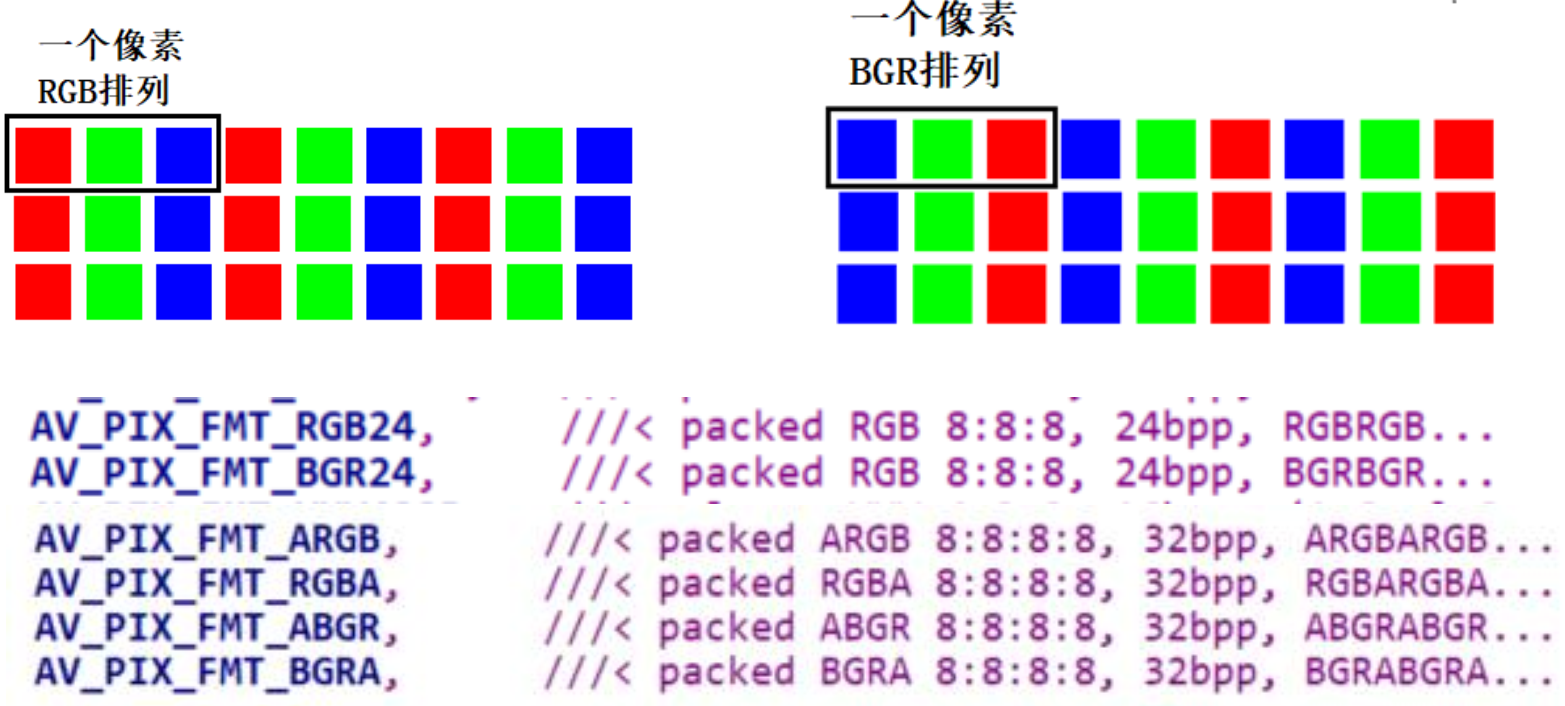 一个像素
RGB排列
一个像素
BGR排列
AV_PIX_FMT_RGB24,     ///< packed RGB 8:8:8, 24bpp, RGBRGB...
AV_PIX_FMT_BGR24,     ///< packed RGB 8:8:8, 24bpp, BGRBGR...
AV_PIX_FMT_ARGB,      ///< packed ARGB 8:8:8:8, 32bpp, ARGBARGB...
AV_PIX_FMT_RGBA,      ///< packed RGBA 8:8:8:8, 32bpp, RGBARGBA...
AV_PIX_FMT_ABGR,      ///< packed ABGR 8:8:8:8, 32bpp, ABGRABGR...
AV_PIX_FMT_BGRA,      ///< packed BGRA 8:8:8:8, 32bpp, BGRABGRA...